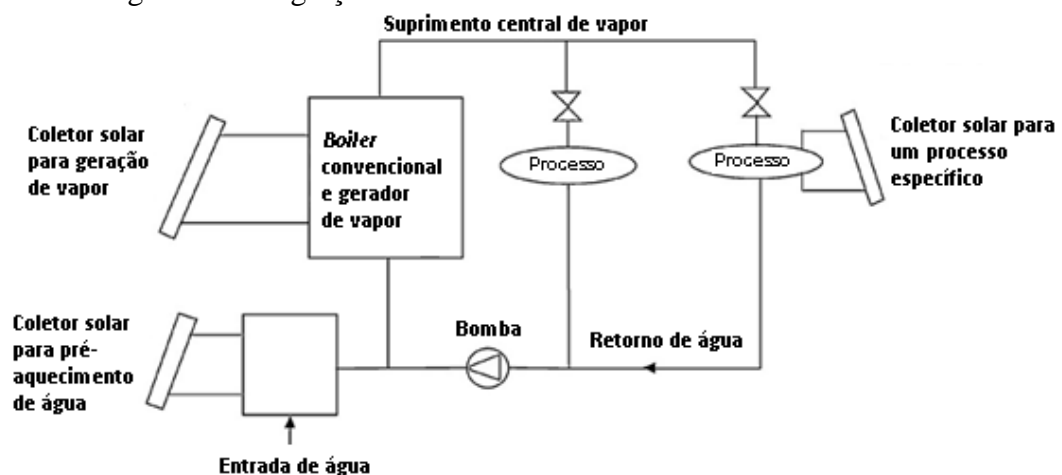 Suprimento central de vapor
Coletor solar
para geração
de vapor
Boiler
convencional
e gerador
de vapor
Processo
Processo
Coletor solar para
um processo
específico
Coletor solar
para pré-
aquecimento
de água
Bomba
Retorno de água
Entrada de água